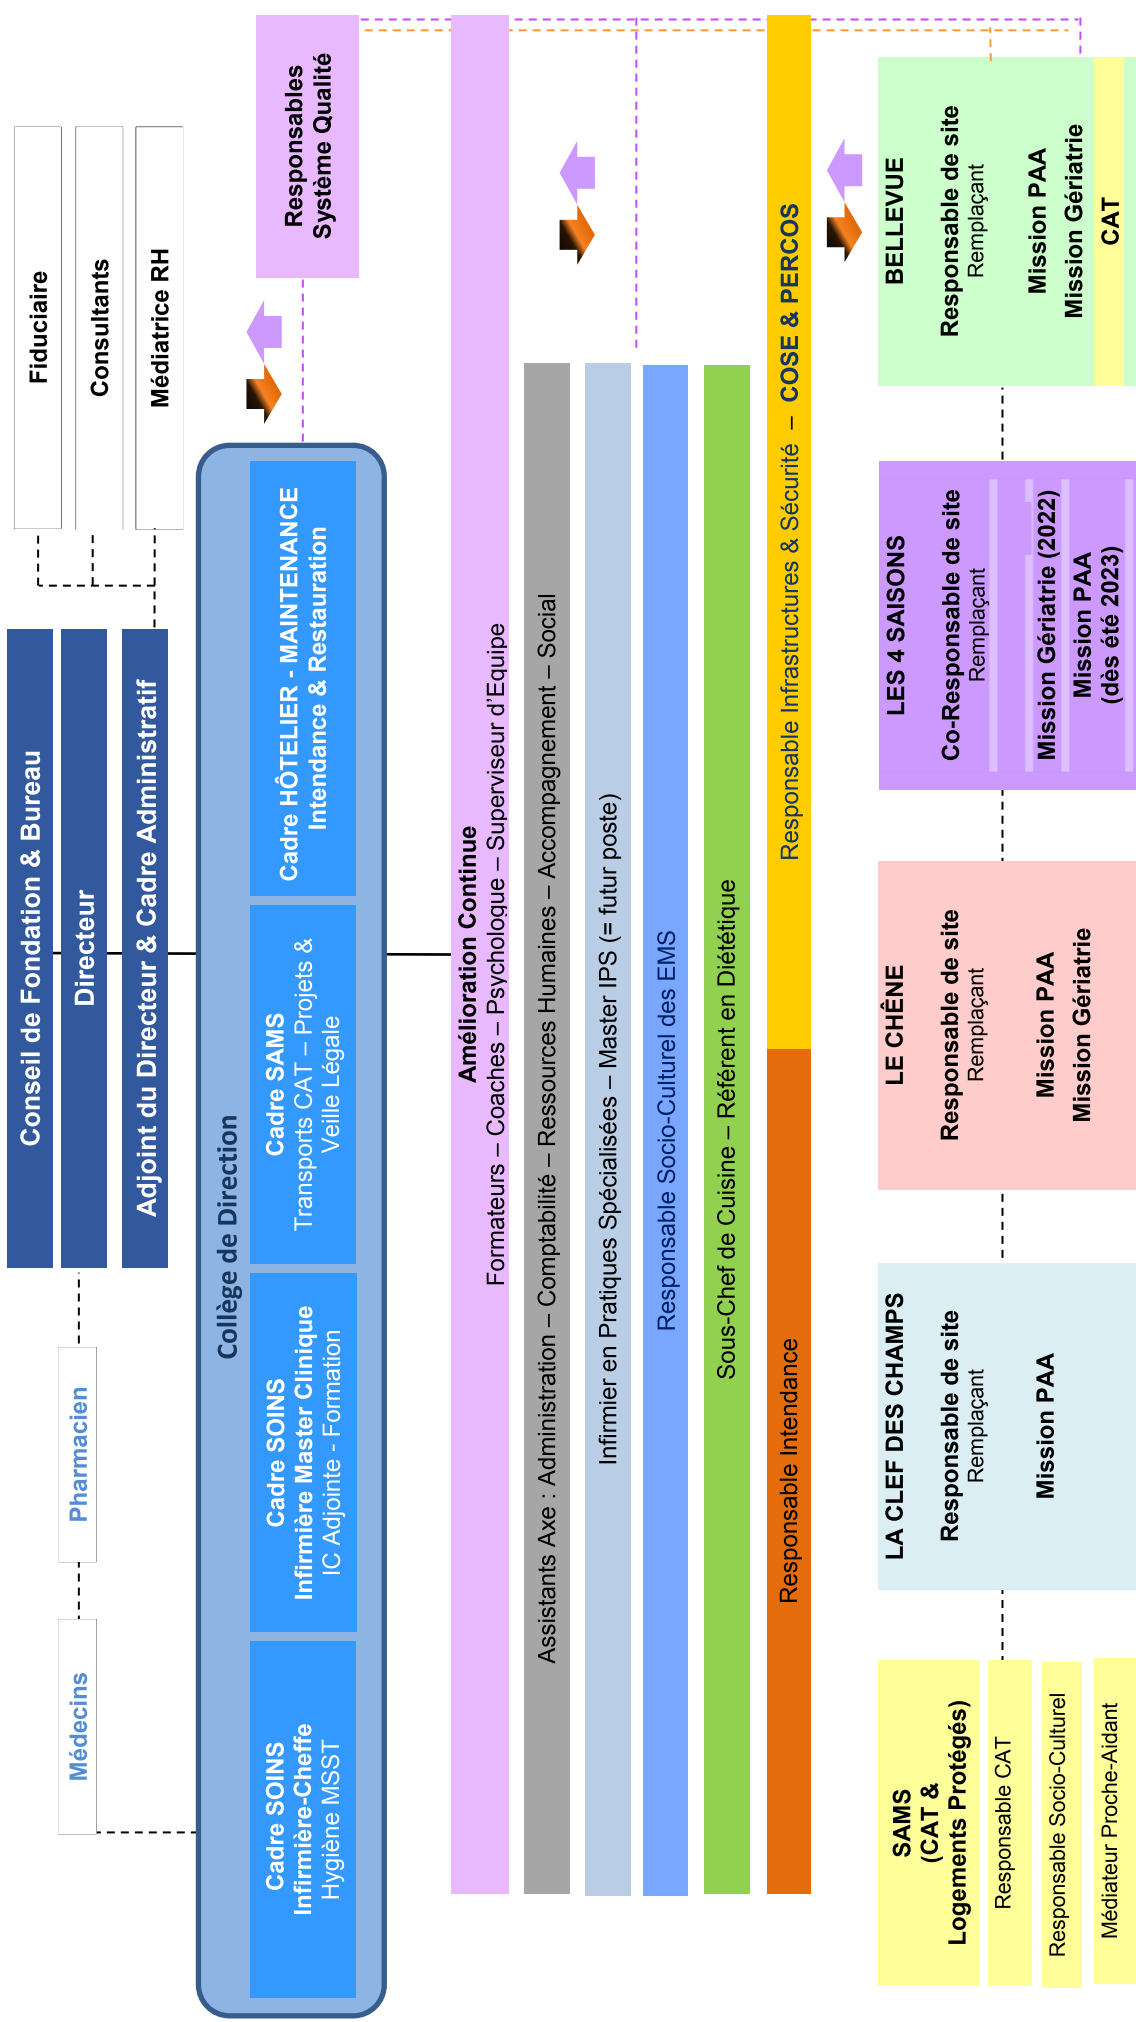 Conseil de Fondation & Bureau
Directeur
Adjoint du Directeur & Cadre Administratif
Fiduciaire
Consultants
Médiatrice RH
Médecins
Pharmacien
Collège de Direction
Cadre SOINS
Infirmière-Cheffe
Hygiène MSST
Cadre SOINS
Infirmière Master Clinique
IC Adjointe - Formation
Cadre SAMS
Transports CAT – Projets &
Veille Légale
Cadre HÔTELIER - MAINTENANCE
Intendance & Restauration
Responsables
Système Qualité
Amélioration Continue
Formateurs – Coaches – Psychologue – Superviseur d’Equipe
Assistants Axe : Administration – Comptabilité – Ressources Humaines – Accompagnement – Social
Infirmier en Pratiques Spécialisées – Master IPS (= futur poste)
Responsable Socio-Culturel des EMS
Sous-Chef de Cuisine – Référent en Diététique
Responsable Intendance
Responsable Infrastructures & Sécurité – COSE & PERCOS
SAMS
(CAT &
Logements Protégés)
Responsable CAT
Responsable Socio-Culturel
Médiateur Proche-Aidant
LA CLEF DES CHAMPS
Responsable de site
Remplaçant
Mission PAA
LE CHÊNE
Responsable de site
Remplaçant
Mission PAA
Mission Gériatrie
LES 4 SAISONS
Co-Responsable de site
Remplaçant
Mission Gériatrie (2022)
Mission PAA
(dès été 2023)
BELLEVUE
Responsable de site
Remplaçant
Mission PAA
Mission Gériatrie
CAT